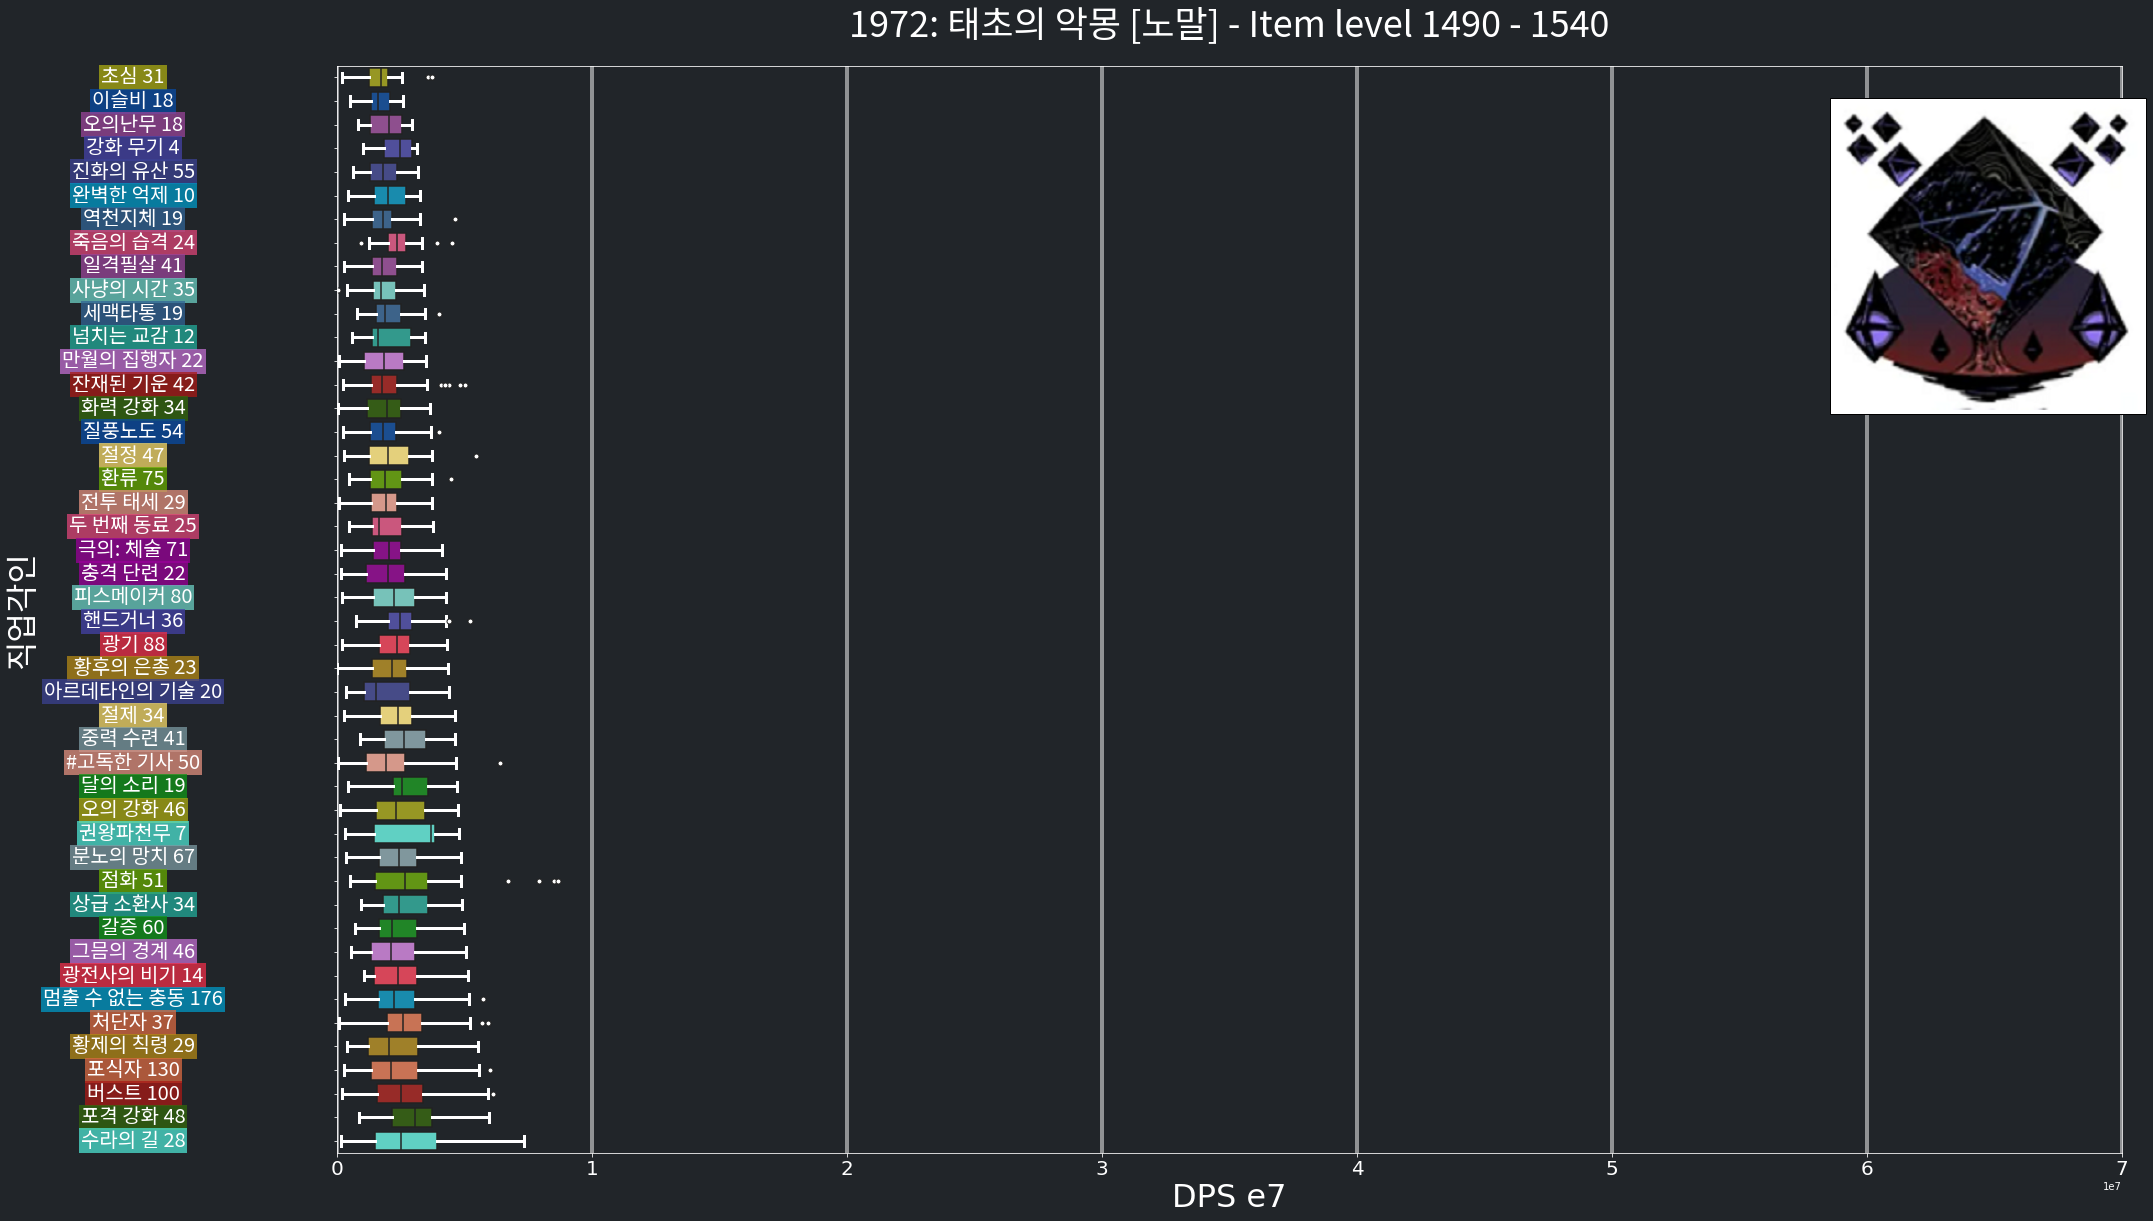 1972: 태초의 악몽 [노말] - Item level 1490 - 1540
초심 31
이슬비 18
오의난무 18
강화 무기 4
진화의 유산 55
완벽한 억제 10
역천지체 19
죽음의 습격 24
일격필살 41
사냥의 시간 35
세맥타통 19
넘치는 교감 12
만월의 집행자 22
잔재된 기운 42
화력 강화 34
질풍노도 54
절정 47
환류 75
전투 태세 29
두 번째 동료 25
극의: 체술 71
충격 단련 22
피스메이커 80
핸드거너 36
광기 88
황후의 은총 23
아르데타인의 기술 20
절제 34
중력 수련 41
#고독한 기사 50
달의 소리 19
오의 강화 46
권왕파천무 7
분노의 망치 67
점화 51
상급 소환사 34
갈증 60
그믐의 경계 46
광전사의 비기 14
멈출 수 없는 충동 176
처단자 37
황제의 칙령 29
포식자 130
버스트 100
포격 강화 48
수라의 길 28
직업각인
0 1 2 3 4 5 6 7
1e7
DPS e7